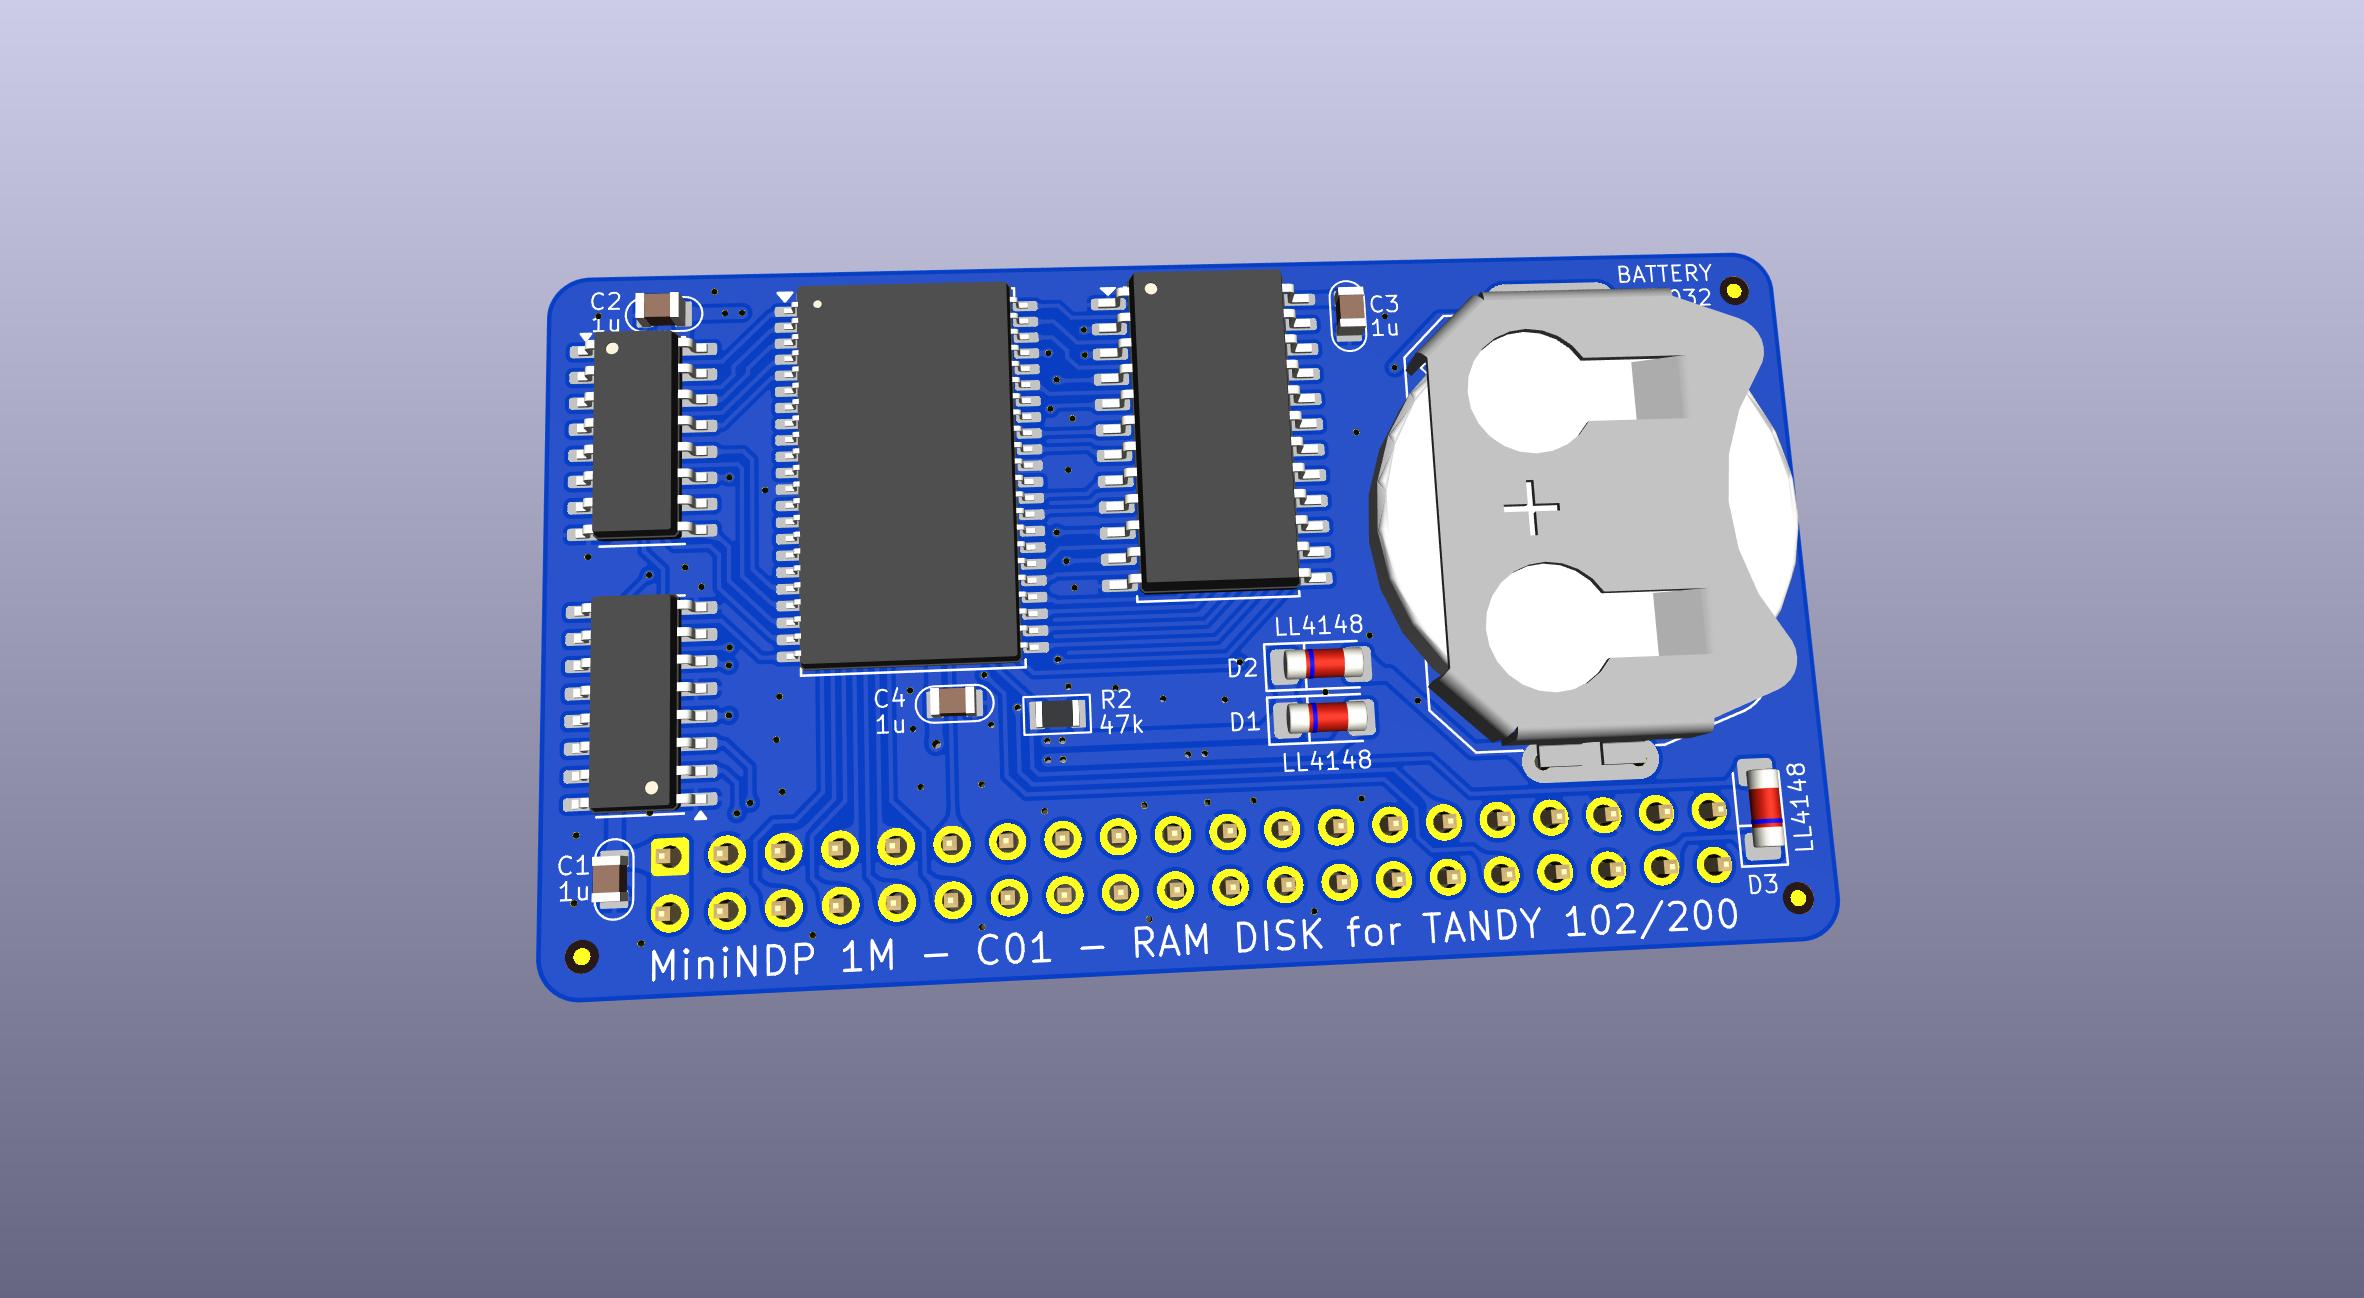 C2
1u
BATTERY
C3
1u
LL4148
D2
C4
1u
R2
47k
D1
LL4148
LL4148
D3
C1
1u
MiniNDP 1M - C01 - RAM DISK for TANDY 102/200